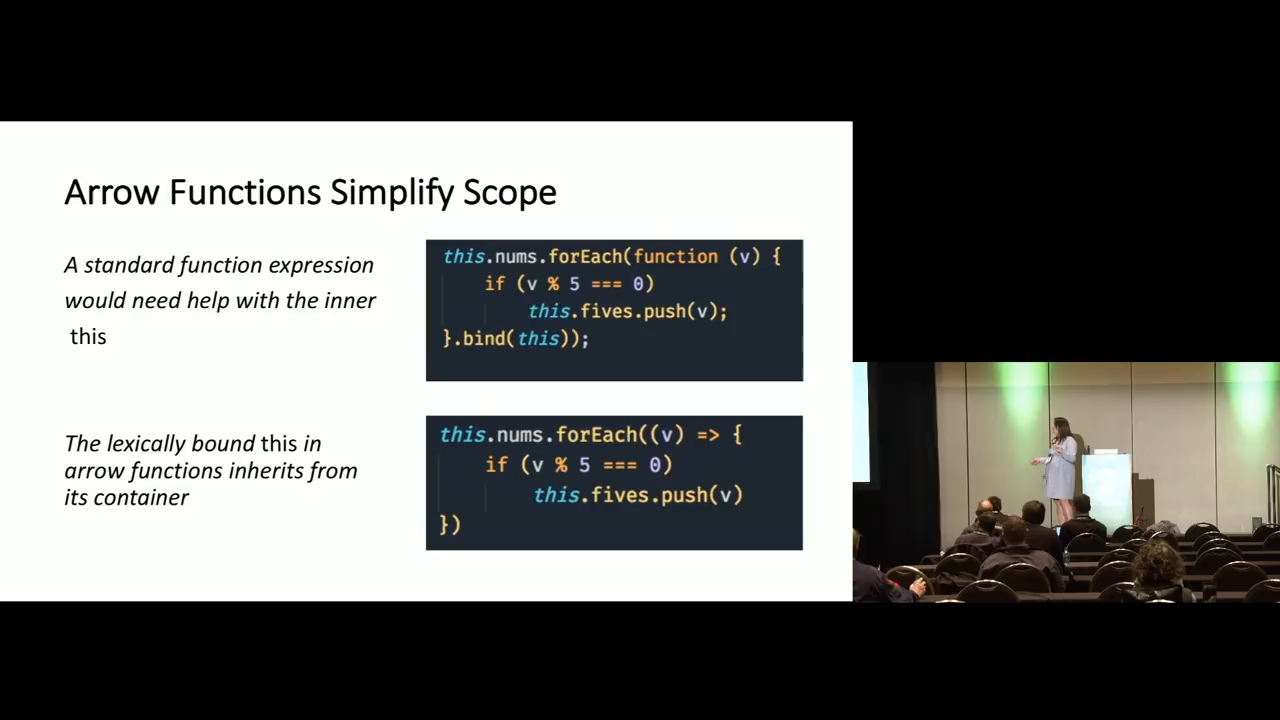 Arrow Functions Simplify Scope
A standard function expression
would need help with the inner
this
this.nums.forEach(function (v) {
if (v % 5 === 0)
this.fives.push(v);
}.bind(this));
The lexically bound this in
arrow functions inherits from
its container
this.nums.forEach((v) => {
if (v % 5 === 0)
this.fives.push(v)
})